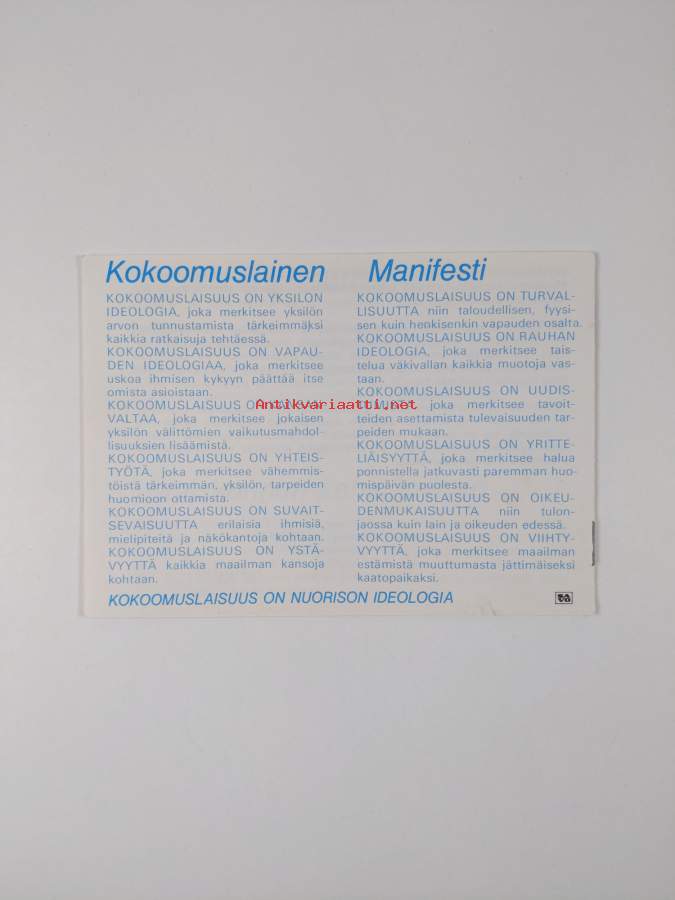 Kokoomuslainen Manifesti
KOKOOMUSLAISUUS ON YKSILÖN
IDEOLOGIA, joka merkitsee yksilön
arvon tunnustamista tärkeimmäksi
kaikkia ratkaisuja tehtäessä.
KOKOOMUSLAISUUS ON VAPAU-
DEN IDEOLOGIAA, joka merkitsee
uskoa ihmisen kykyyn päättää itse
omista asioistaan.
KOKOOMUSLAISUUS ON
VALTAA, joka merkitsee jokaisen
yksilön välittömien vaikutusmahdol-
lisuuksien lisäämistä.
KOKOOMUSLAISUUS ON YHTEIS-
TYÖTÄ, joka merkitsee vähemmis-
töistä tärkeimmän, yksilön, tarpeiden
huomioon ottamista.
KOKOOMUSLAISUUS ON SUVAIT-
SEVAISUUTTA erilaisia ihmisiä,
mielipiteitä ja näkökantoja kohtaan.
KOKOOMUSLAISUUS ON YSTÄ-
VYYTTÄ kaikkia maailman kansoja
kohtaan.
KOKOOMUSLAISUUS ON TURVAL-
LISUUTTA niin taloudellisen, fyysi-
sen kuin henkisenkin vapauden osalta.
KOKOOMUSLAISUUS ON RAUHAN
IDEOLOGIA, joka merkitsee tais-
telua väkivallan kaikkia muotoja vas-
taan.
KOKOOMUSLAISUUS ON UUDIS-
joka merkitsee tavoit-
teiden asettamista tulevaisuuden tar-
peiden mukaan.
KOKOOMUSLAISUUS ON YRITTE-
LIÄISYYTTÄ, joka merkitsee halua
ponnistella jatkuvasti paremman huo-
mispäivän puolesta.
KOKOOMUSLAISUUS ON OIKEU-
DENMUKAISUUTTA niin tulon-
jaossa kuin lain ja oikeuden edessä.
KOKOOMUSLAISUUS ON VIIHTY-
VYYTTÄ, joka merkitsee maailman
estämistä muuttumasta jättimäiseksi
kaatopaikaksi.
KOKOOMUSLAISUUS ON NUORISON IDEOLOGIA
Antikvariaatti.net